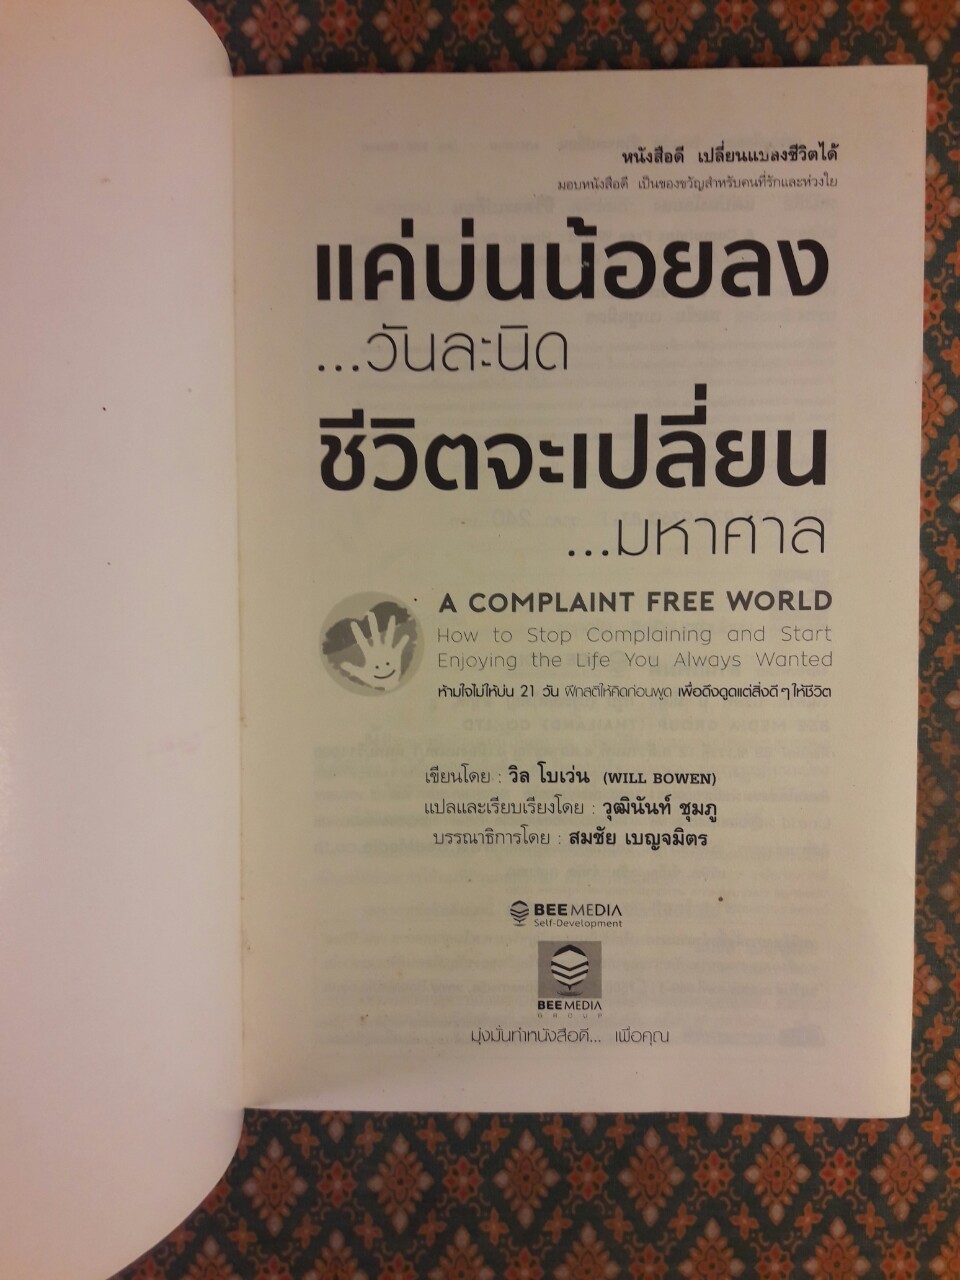 หนังสือดี เปลี่ยนแปลงชีวิตได้
มอบหนังสือดี เป็นของขวัญสำหรับคนที่รักและห่วงใย
แค่บ่นน้อยลง
...วันละนิด
ชีวิตจะเปลี่ยน
...มหาศาล
A COMPLAINT FREE WORLD
How to Stop Complaining and Start
Enjoying the Life You Always Wanted
ห้ามใจไม่ให้บ่น 21 วัน ฝึกสติให้คิดก่อนพูด เพื่อดึงดูดแต่สิ่งดีๆ ให้ชีวิต
เขียนโดย : วิล โบเว่น (WILL BOWEN)
แปลและเรียบเรียงโดย : วุฒินันท์ ชุมภู
บรรณาธิการโดย : สมชัย เบญจมิตร
BEE MEDIA
Self-Development
BEE MEDIA
GROUP
มุ่งมั่นทำหนังสือดี... เพื่อคุณ